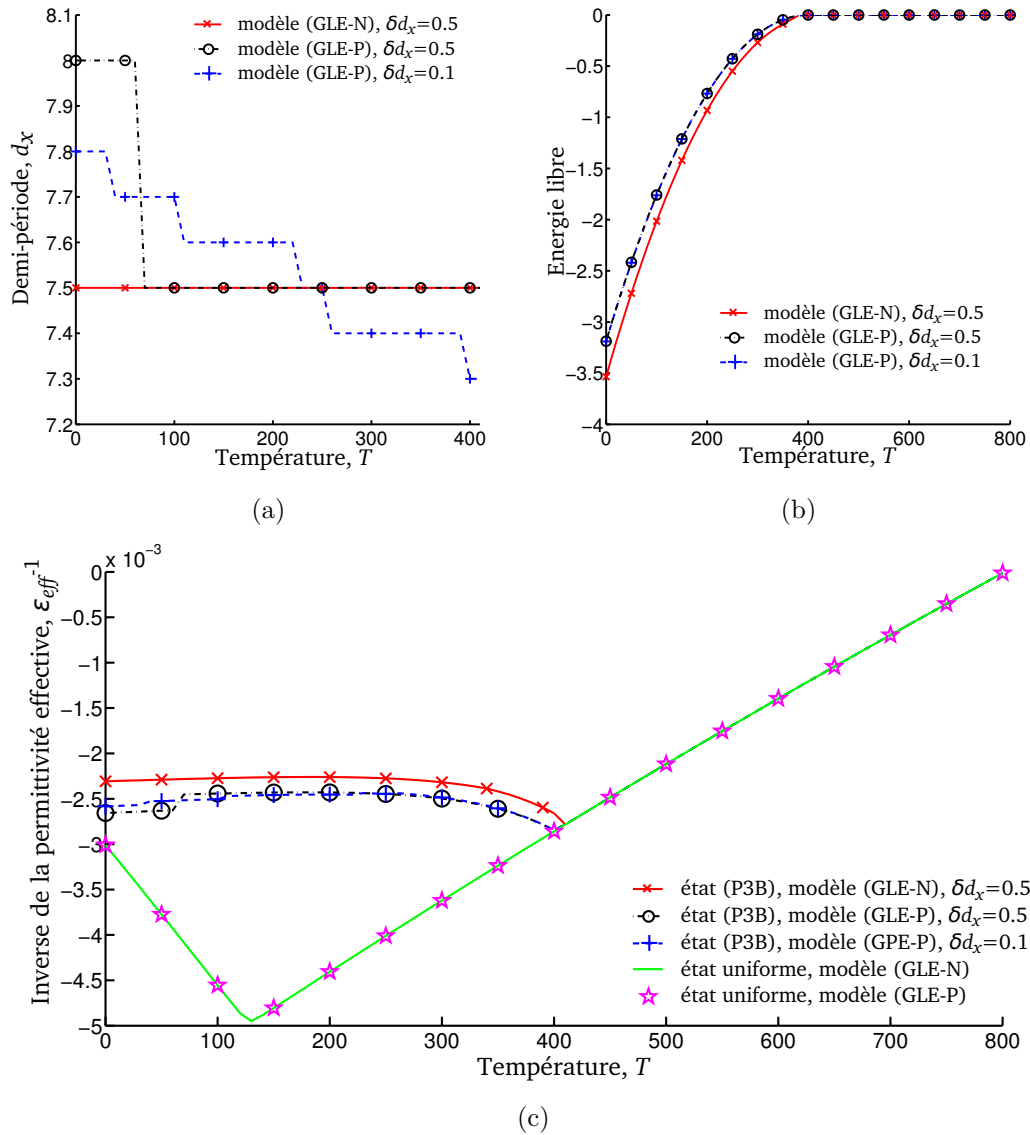 8.1
8
7.9
7.8
7.7
7.6
7.5
7.4
7.3
7.2
0
100
200
300
400
Demi-période, dx
Température, T
modèle (GLE-N), δdx=0.5
modèle (GLE-P), δdx=0.5
modèle (GLE-P), δdx=0.1
(a)
0
−0.5
−1
−1.5
−2
−2.5
−3
−3.5
−4
0
200
400
600
800
Energie libre
Température, T
modèle (GLE-N), δdx=0.5
modèle (GLE-P), δdx=0.5
modèle (GLE-P), δdx=0.1
(b)
x 10−3
0
−0.5
−1
−1.5
−2
−2.5
−3
−3.5
−4
−4.5
−5
0
100
200
300
400
500
600
700
800
Inverse de la permittivité effective, εeff-1
Température, T
état (P3B), modèle (GLE-N), δdx=0.5
état (P3B), modèle (GLE-P), δdx=0.5
état (P3B), modèle (GPE-P), δdx=0.1
état uniforme, modèle (GLE-N)
état uniforme, modèle (GLE-P)
(c)